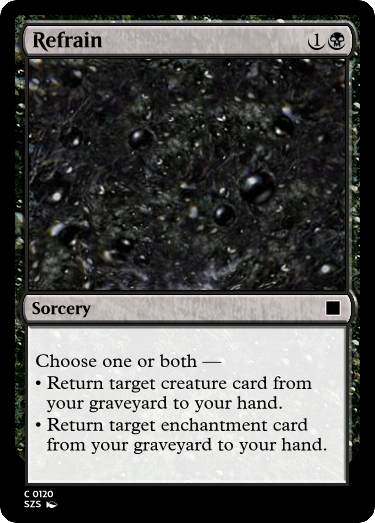 Refrain 1
Sorcery
Choose one or both —
• Return target creature card from
your graveyard to your hand.
• Return target enchantment card
from your graveyard to your hand.
C 0120
SZS